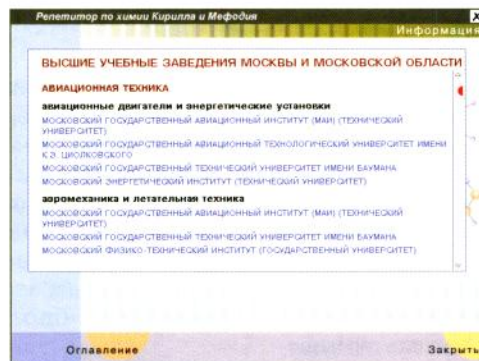 Репетитор по химии Кирилла и Мефодия
X
Информация
ВЫСШИЕ УЧЕБНЫЕ ЗАВЕДЕНИЯ МОСКВЫ И МОСКОВСКОЙ ОБЛАСТИ
АВИАЦИОННАЯ ТЕХНИКА
авиационные двигатели и энергетические установки
МОСКОВСКИЙ ГОСУДАРСТВЕННЫЙ АВИАЦИОННЫЙ ИНСТИТУТ (МАИ) (ТЕХНИЧЕСКИЙ
УНИВЕРСИТЕТ)
МОСКОВСКИЙ ГОСУДАРСТВЕННЫЙ АВИАЦИОННЫЙ ТЕХНОЛОГИЧЕСКИЙ УНИВЕРСИТЕТ ИМЕНИ
К.Э. ЦИОЛКОВСКОГО
МОСКОВСКИЙ ГОСУДАРСТВЕННЫЙ ТЕХНИЧЕСКИЙ УНИВЕРСИТЕТ ИМЕНИ БАУМАНА
МОСКОВСКИЙ ЭНЕРГЕТИЧЕСКИЙ ИНСТИТУТ (ТЕХНИЧЕСКИЙ УНИВЕРСИТЕТ)
аэромеханика и летательная техника
МОСКОВСКИЙ ГОСУДАРСТВЕННЫЙ АВИАЦИОННЫЙ ИНСТИТУТ (МАИ) (ТЕХНИЧЕСКИЙ
УНИВЕРСИТЕТ)
МОСКОВСКИЙ ГОСУДАРСТВЕННЫЙ ТЕХНИЧЕСКИЙ УНИВЕРСИТЕТ ИМЕНИ БАУМАНА
МОСКОВСКИЙ ФИЗИКО-ТЕХНИЧЕСКИЙ ИНСТИТУТ (ГОСУДАРСТВЕННЫЙ УНИВЕРСИТЕТ)
Оглавление
Закрыть